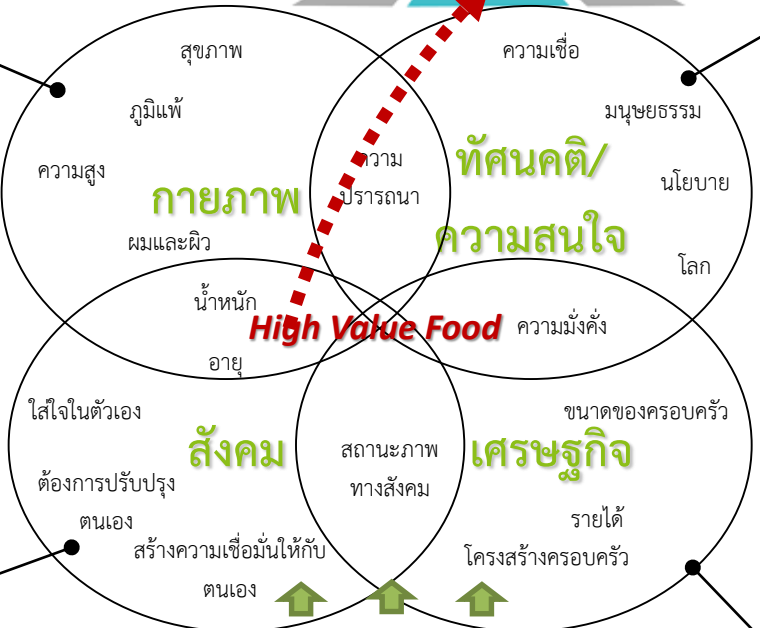 สุขภาพ
ความเชื่อ
ภูมิแพ้
มนุษยธรรม
ความ
ปรารถนา
ทัศนคติ/
ความสนใจ
ความสูง
กายภาพ
นโยบาย
ผมและผิว
โลก
น้ำหนัก
High Value Food
ความมั่งคั่ง
อายุ
ใส่ใจในตัวเอง
ขนาดของครอบครัว
สังคม
สถานะภาพ
ทางสังคม
เศรษฐกิจ
ต้องการปรับปรุง
ตนเอง
รายได้
สร้างความเชื่อมั่นให้กับ
ตนเอง
โครงสร้างครอบครัว